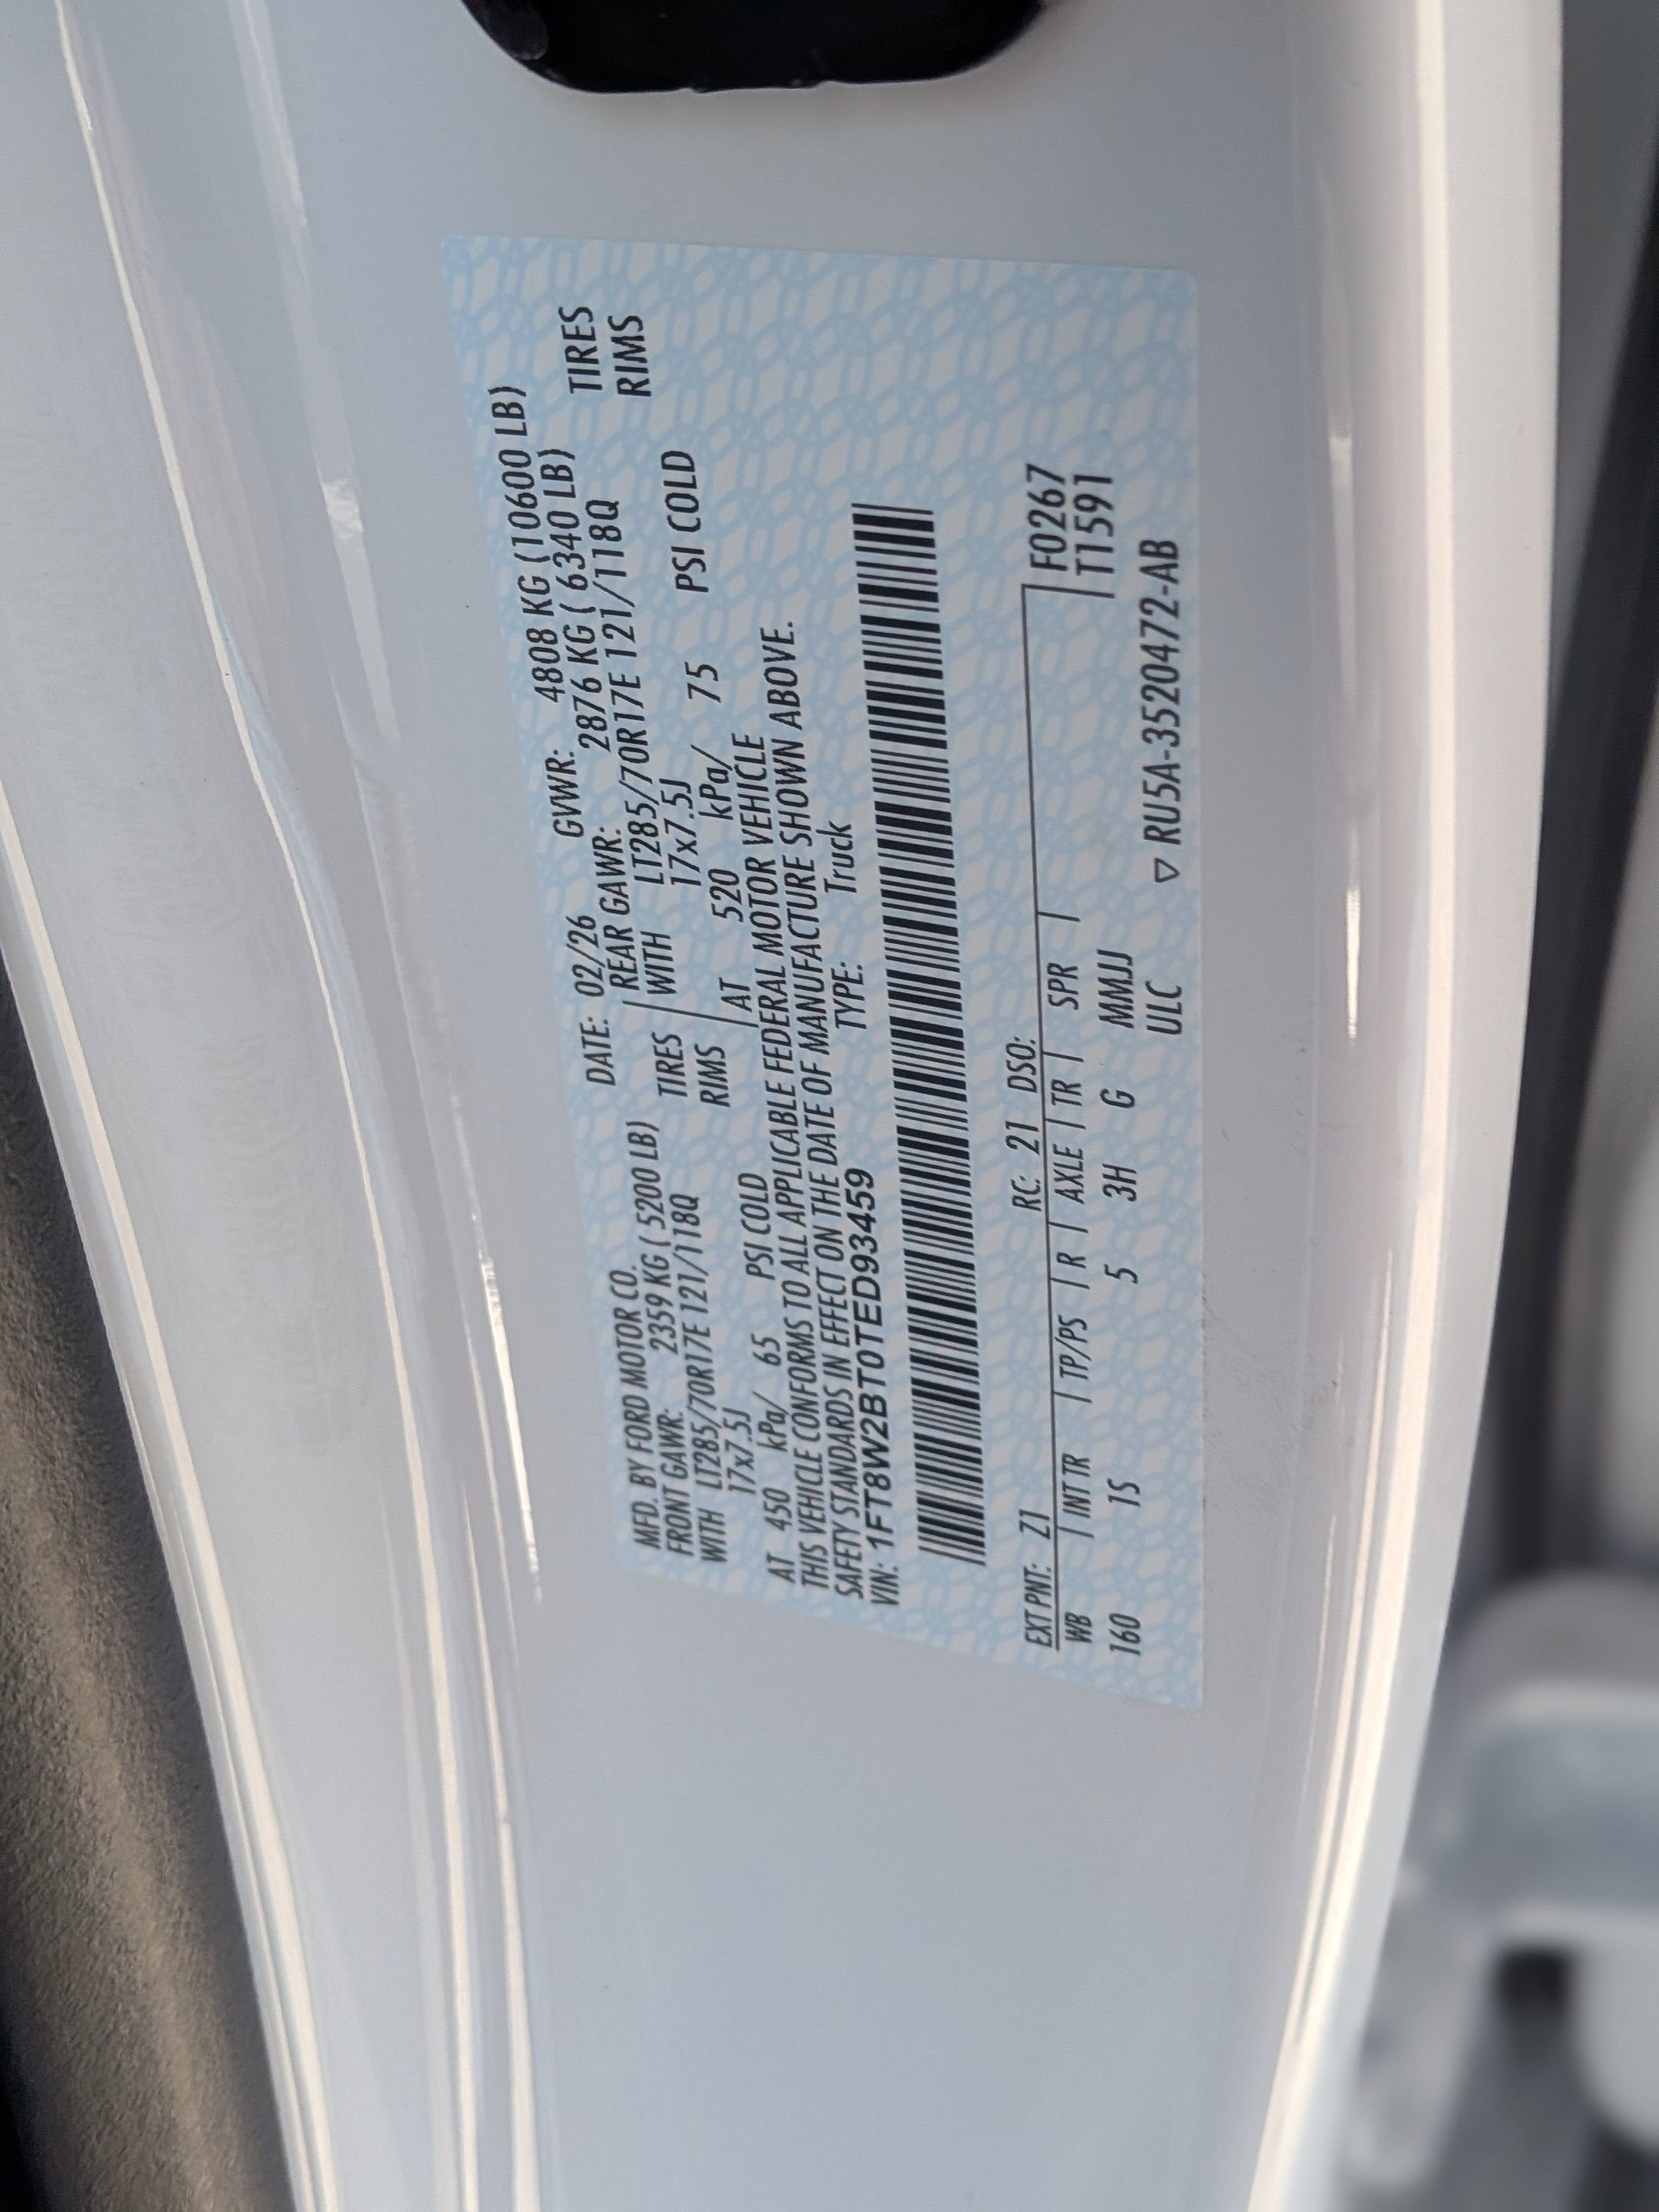 MFD. BY FORD MOTOR CO. DATE: 02/26 GVWR: 4808 KG (10600 LB)
FRONT GAWR: 2359 KG ( 5200 LB) REAR GAWR: 2876 KG ( 6340 LB)
WITH LT285/70R17E 121/118Q TIRES WITH LT285/70R17E 121/118Q TIRES
17x7.5J RIMS 17x7.5J RIMS
AT 450 kPa/ 65 PSI COLD AT 520 kPa/ 75 PSI COLD
THIS VEHICLE CONFORMS TO ALL APPLICABLE FEDERAL MOTOR VEHICLE
SAFETY STANDARDS IN EFFECT ON THE DATE OF MANUFACTURE SHOWN ABOVE.
VIN: 1FT8W2BT0TED93459 TYPE: Truck
EXT PNT: Z1 RC: 21 DSO:
WB | INT TR | TP/PS | R | AXLE | TR | SPR | F0267
160 1S 5 3H G MMJJ T1591
ULC ▽ RU5A-3520472-AB